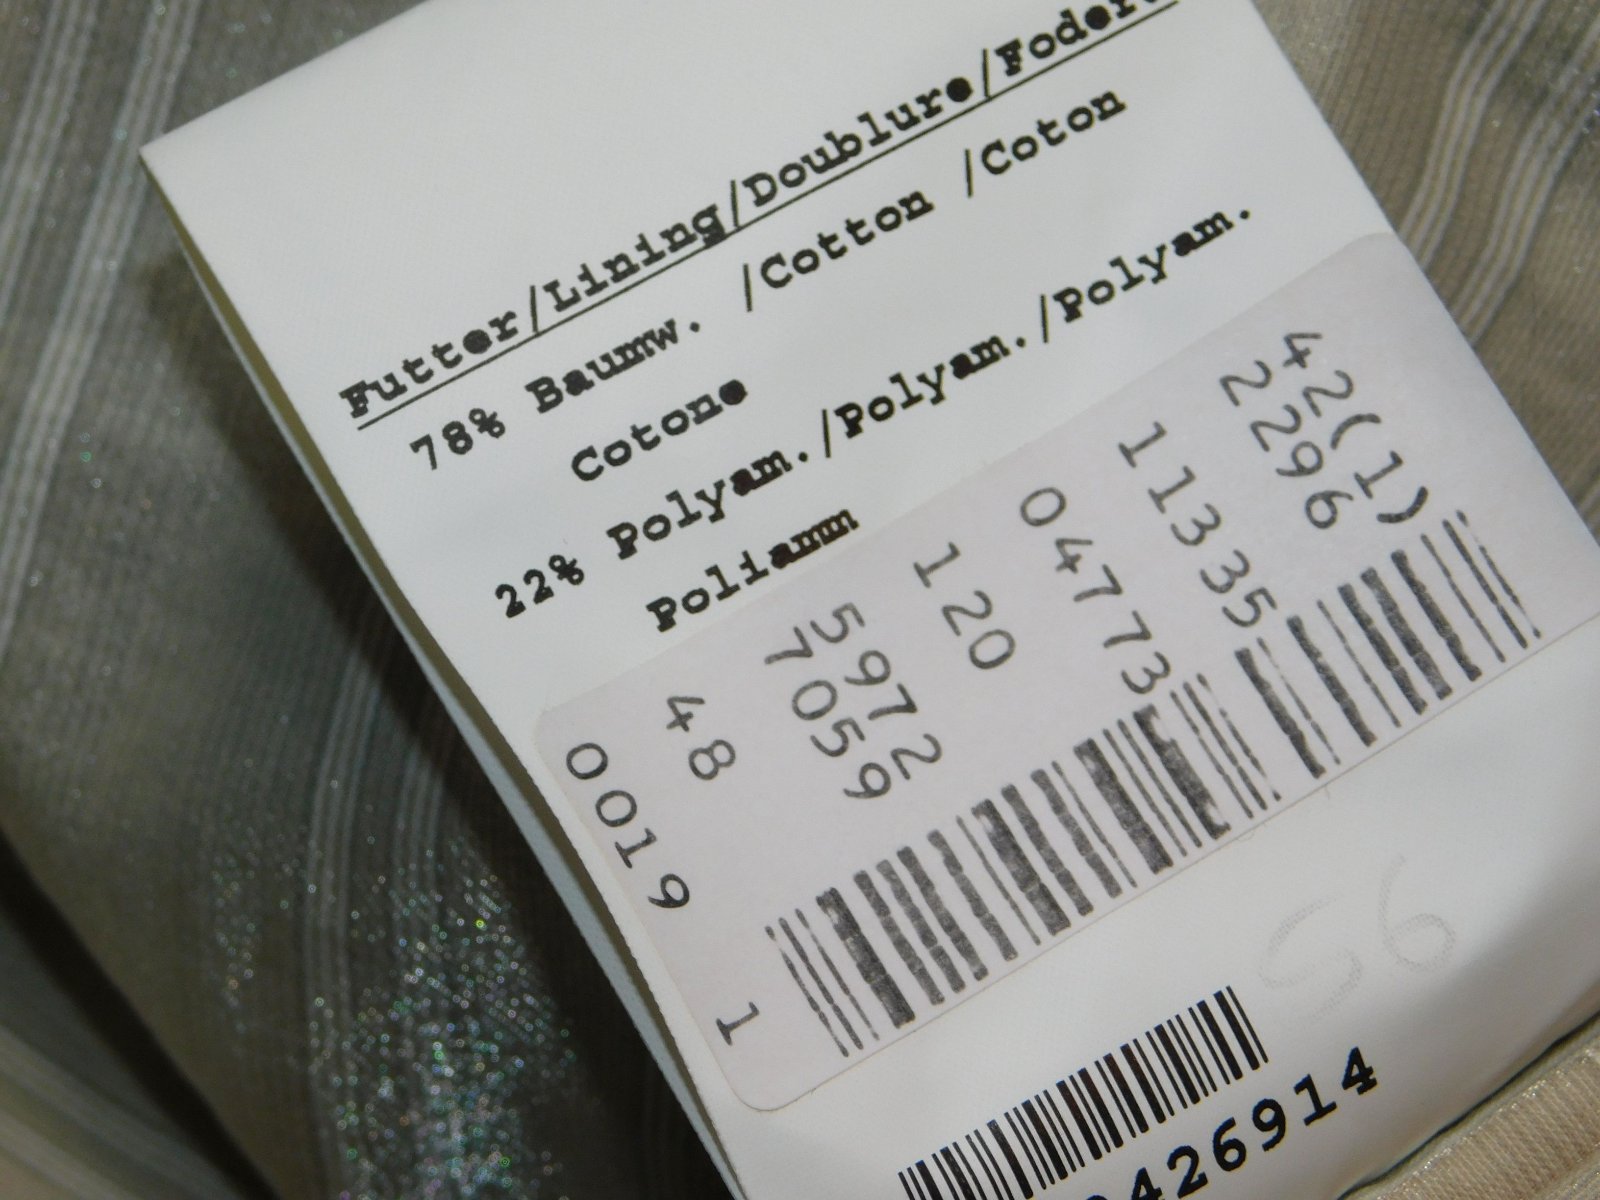 Futter/Lining/Doublure/Fodera
78% Baumw. /Cotton /Coton
Cotone
22% Polyam./Polyam./Polyam.
Poliamm
42(1)
2296
11335
04773
120
5972
7059
48
0019
1
56
0426914